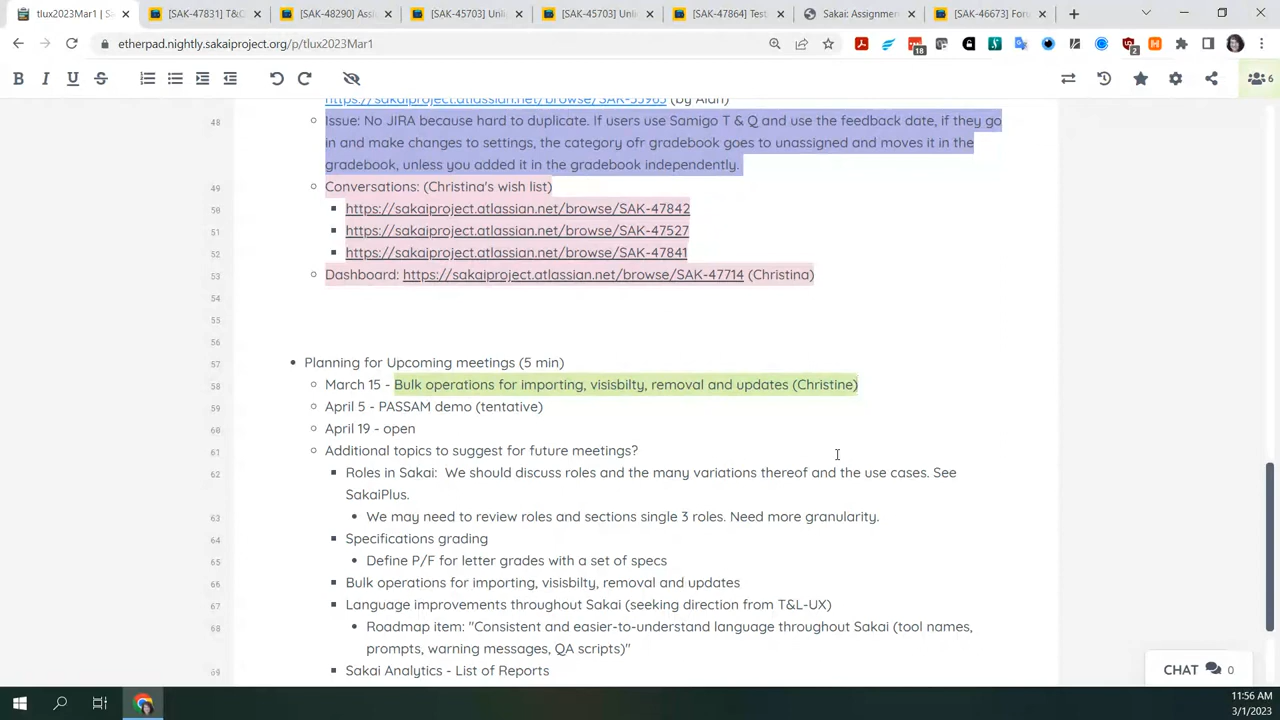 tlux2023Mar1 | S
[SAK-47831] T&C
[SAK-48290] Assi
[SAK-45703] Unli
[SAK-45703] Unli
[SAK-47864] Test
Sakai: Assignmen
[SAK-46673] Foru
etherpad.nightly.sakaiproject.org/p/tlux2023Mar1
18
2
6
(by Alan)
48 Issue: No JIRA because hard to duplicate. If users use Samigo T & Q and use the feedback date, if they go
in and make changes to settings, the category ofr gradebook goes to unassigned and moves it in the
gradebook, unless you added it in the gradebook independently.
49 Conversations: (Christina's wish list)
50 https://sakaiproject.atlassian.net/browse/SAK-47842
51 https://sakaiproject.atlassian.net/browse/SAK-47527
52 https://sakaiproject.atlassian.net/browse/SAK-47841
53 Dashboard: https://sakaiproject.atlassian.net/browse/SAK-47714 (Christina)
54
55
56
57 Planning for Upcoming meetings (5 min)
58 March 15 - Bulk operations for importing, visisbilty, removal and updates (Christine)
59 April 5 - PASSAM demo (tentative)
60 April 19 - open
61 Additional topics to suggest for future meetings?
62 Roles in Sakai: We should discuss roles and the many variations thereof and the use cases. See
SakaiPlus.
63 We may need to review roles and sections single 3 roles. Need more granularity.
64 Specifications grading
65 Define P/F for letter grades with a set of specs
66 Bulk operations for importing, visisbilty, removal and updates
67 Language improvements throughout Sakai (seeking direction from T&L-UX)
68 Roadmap item: "Consistent and easier-to-understand language throughout Sakai (tool names,
prompts, warning messages, QA scripts)"
69 Sakai Analytics - List of Reports
CHAT 0
11:56 AM
3/1/2023